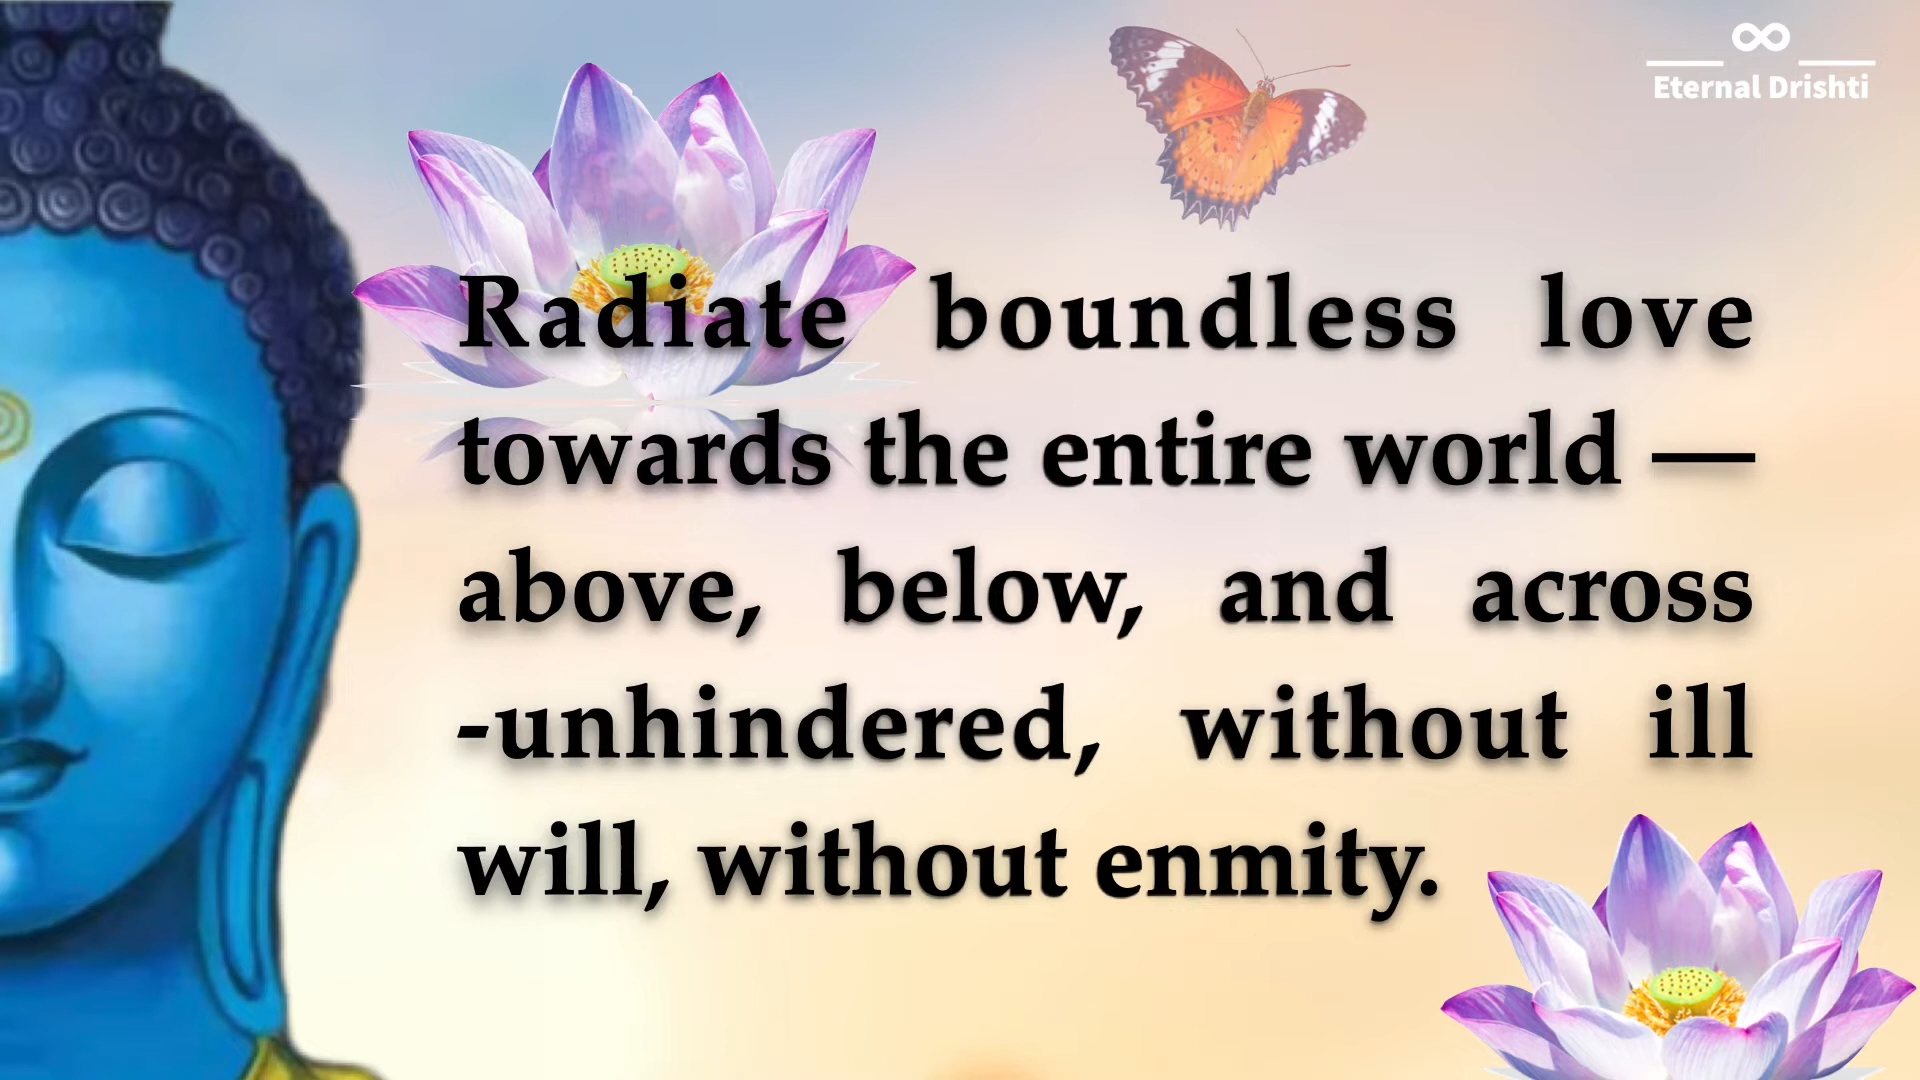 Eternal Drishti
Radiate boundless love
towards the entire world —
above, below, and across
-unhindered, without ill
will, without enmity.